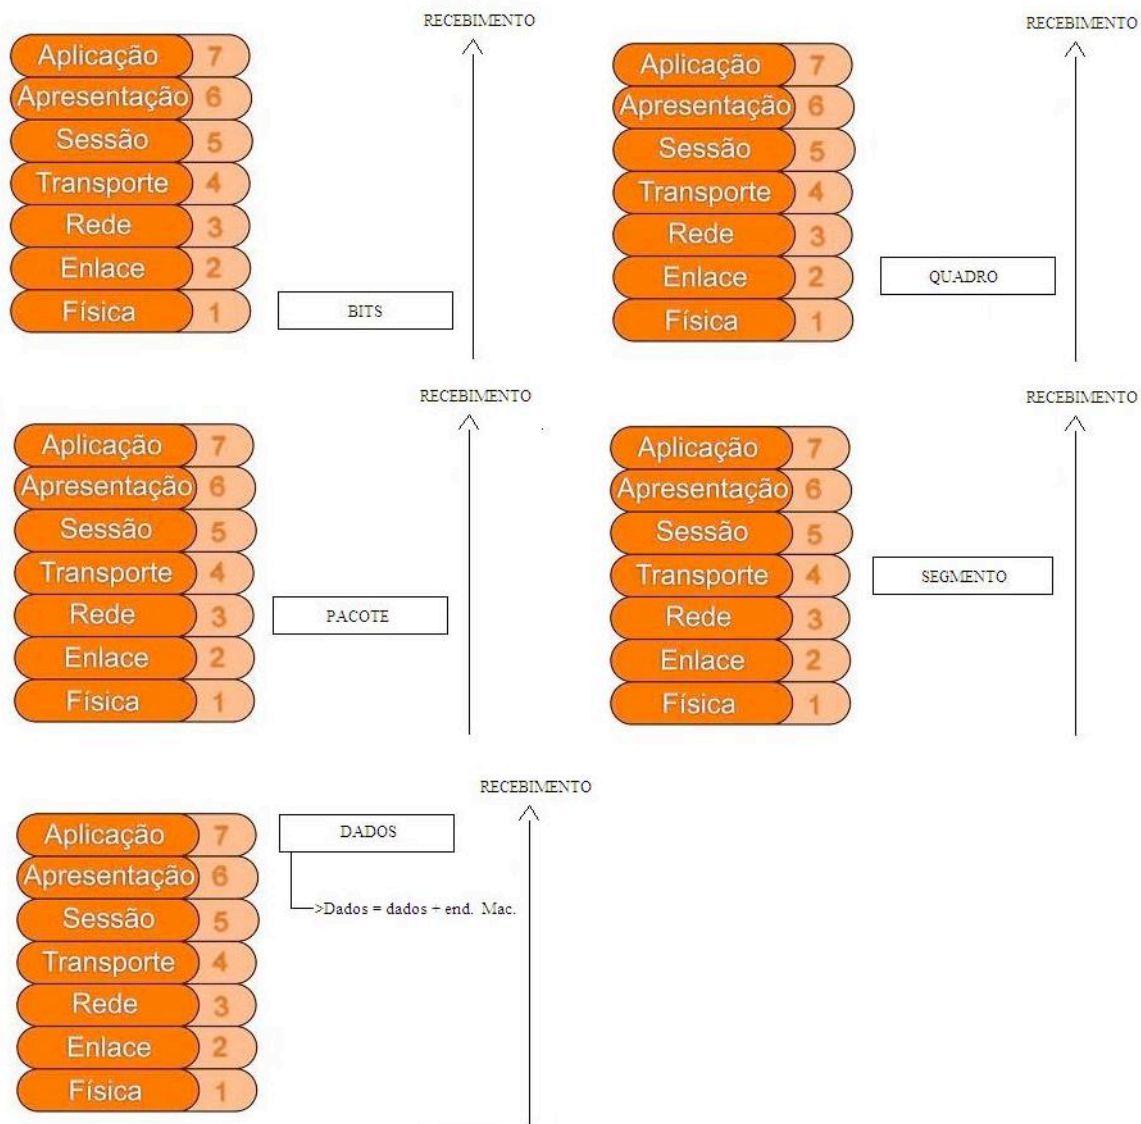 RECEBIMENTO
Aplicação 7
Apresentação 6
Sessão 5
Transporte 4
Rede 3
Enlace 2
Física 1
BITS
RECEBIMENTO
Aplicação 7
Apresentação 6
Sessão 5
Transporte 4
Rede 3
Enlace 2
QUADRO
Física 1
RECEBIMENTO
Aplicação 7
Apresentação 6
Sessão 5
Transporte 4
Rede 3
PACOTE
Enlace 2
Física 1
RECEBIMENTO
Aplicação 7
Apresentação 6
Sessão 5
Transporte 4
SEGMENTO
Rede 3
Enlace 2
Física 1
RECEBIMENTO
Aplicação 7
DADOS
Apresentação 6
Sessão 5
>Dados = dados + end. Mac.
Transporte 4
Rede 3
Enlace 2
Física 1